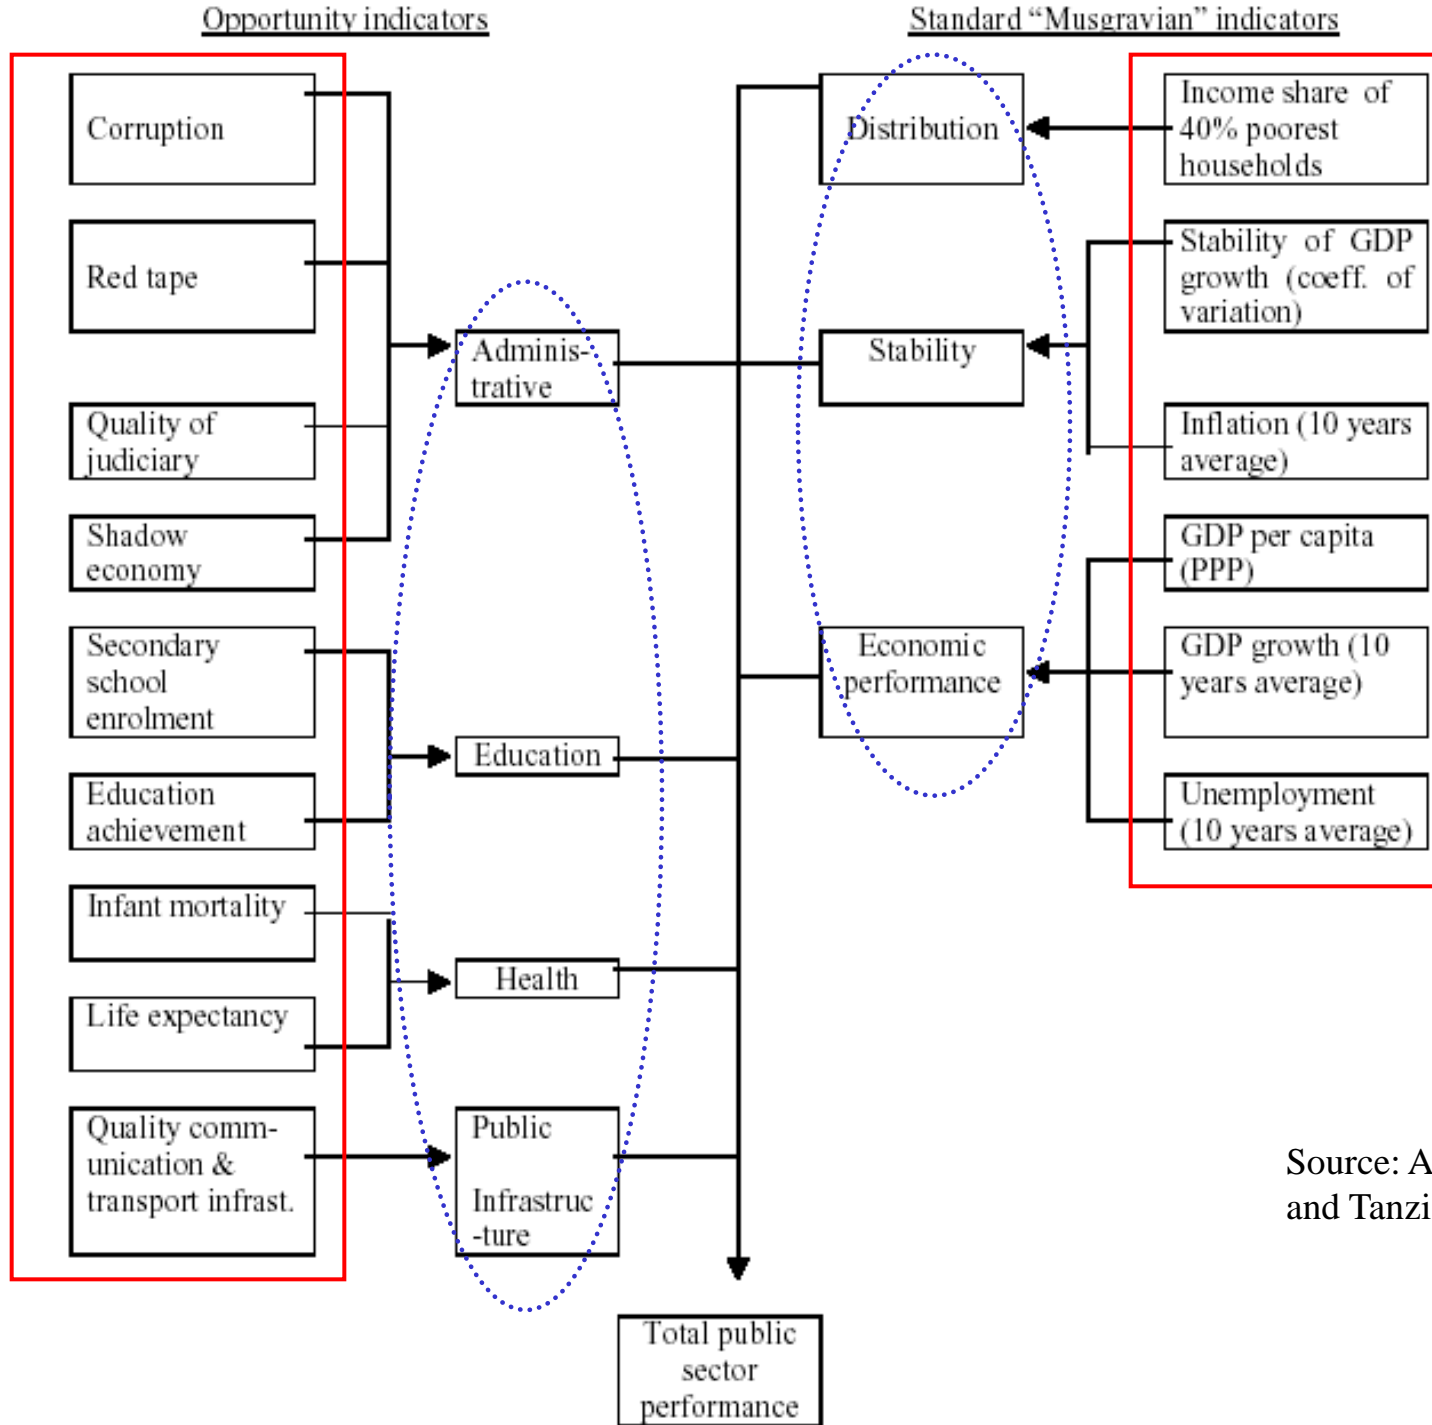 Opportunity indicators
Standard “Musgravian” indicators
Corruption
Red tape
Quality of
judiciary
Shadow
economy
Secondary
school
enrolment
Education
achievement
Infant mortality
Life expectancy
Quality comm-
unication &
transport infrast.
Adminis-
trative
Education
Health
Public
Infrastruc
-ture
Distribution
Stability
Economic
performance
Income share of
40% poorest
households
Stability of GDP
growth (coeff. of
variation)
Inflation (10 years
average)
GDP per capita
(PPP)
GDP growth (10
years average)
Unemployment
(10 years average)
Total public
sector
performance
Source: A
and Tanzi